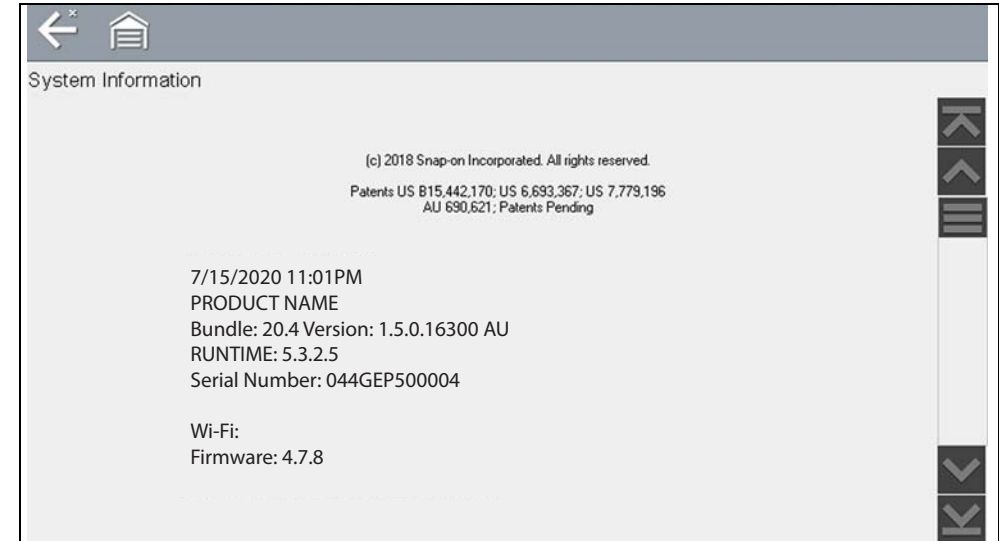 System Information
(c) 2018 Snap-on Incorporated. All rights reserved.
Patents US B15,442,170; US 6,693,367; US 7,779,196
AU 690,621; Patents Pending
7/15/2020 11:01PM
PRODUCT NAME
Bundle: 20.4 Version: 1.5.0.16300 AU
RUNTIME: 5.3.2.5
Serial Number: 044GEP500004
Wi-Fi:
Firmware: 4.7.8